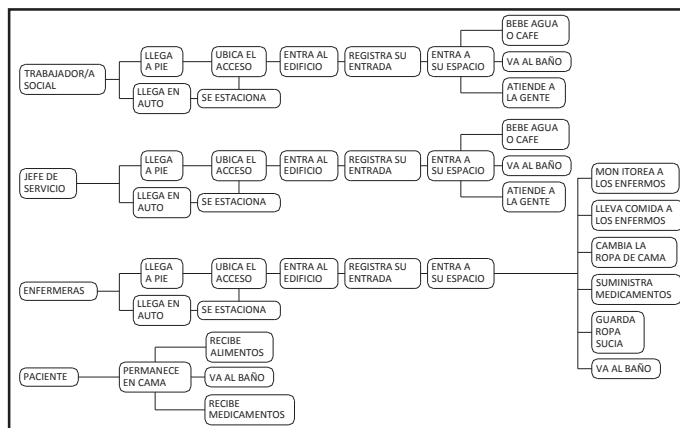 TRABAJADOR/A
SOCIAL
LLEGA
A PIE
LLEGA EN
AUTO
UBICA EL
ACCESO
SE ESTACIONA
ENTRA AL
EDIFICIO
REGISTRA SU
ENTRADA
ENTRA A
SU ESPACIO
BEBE AGUA
O CAFE
VA AL BAÑO
ATIENDE A
LA GENTE
JEFE DE
SERVICIO
LLEGA
A PIE
LLEGA EN
AUTO
UBICA EL
ACCESO
SE ESTACIONA
ENTRA AL
EDIFICIO
REGISTRA SU
ENTRADA
ENTRA A
SU ESPACIO
BEBE AGUA
O CAFE
VA AL BAÑO
ATIENDE A
LA GENTE
ENFERMERAS
LLEGA
A PIE
LLEGA EN
AUTO
UBICA EL
ACCESO
SE ESTACIONA
ENTRA AL
EDIFICIO
REGISTRA SU
ENTRADA
ENTRA A
SU ESPACIO
MON ITOREA A
LOS ENFERMOS
LLEVA COMIDA A
LOS ENFERMOS
CAMBIA LA
ROPA DE CAMA
SUMINISTRA
MEDICAMENTOS
GUARDA
ROPA
SUCIA
VA AL BAÑO
PACIENTE
PERMANECE
EN CAMA
RECIBE
ALIMENTOS
VA AL BAÑO
RECIBE
MEDICAMENTOS